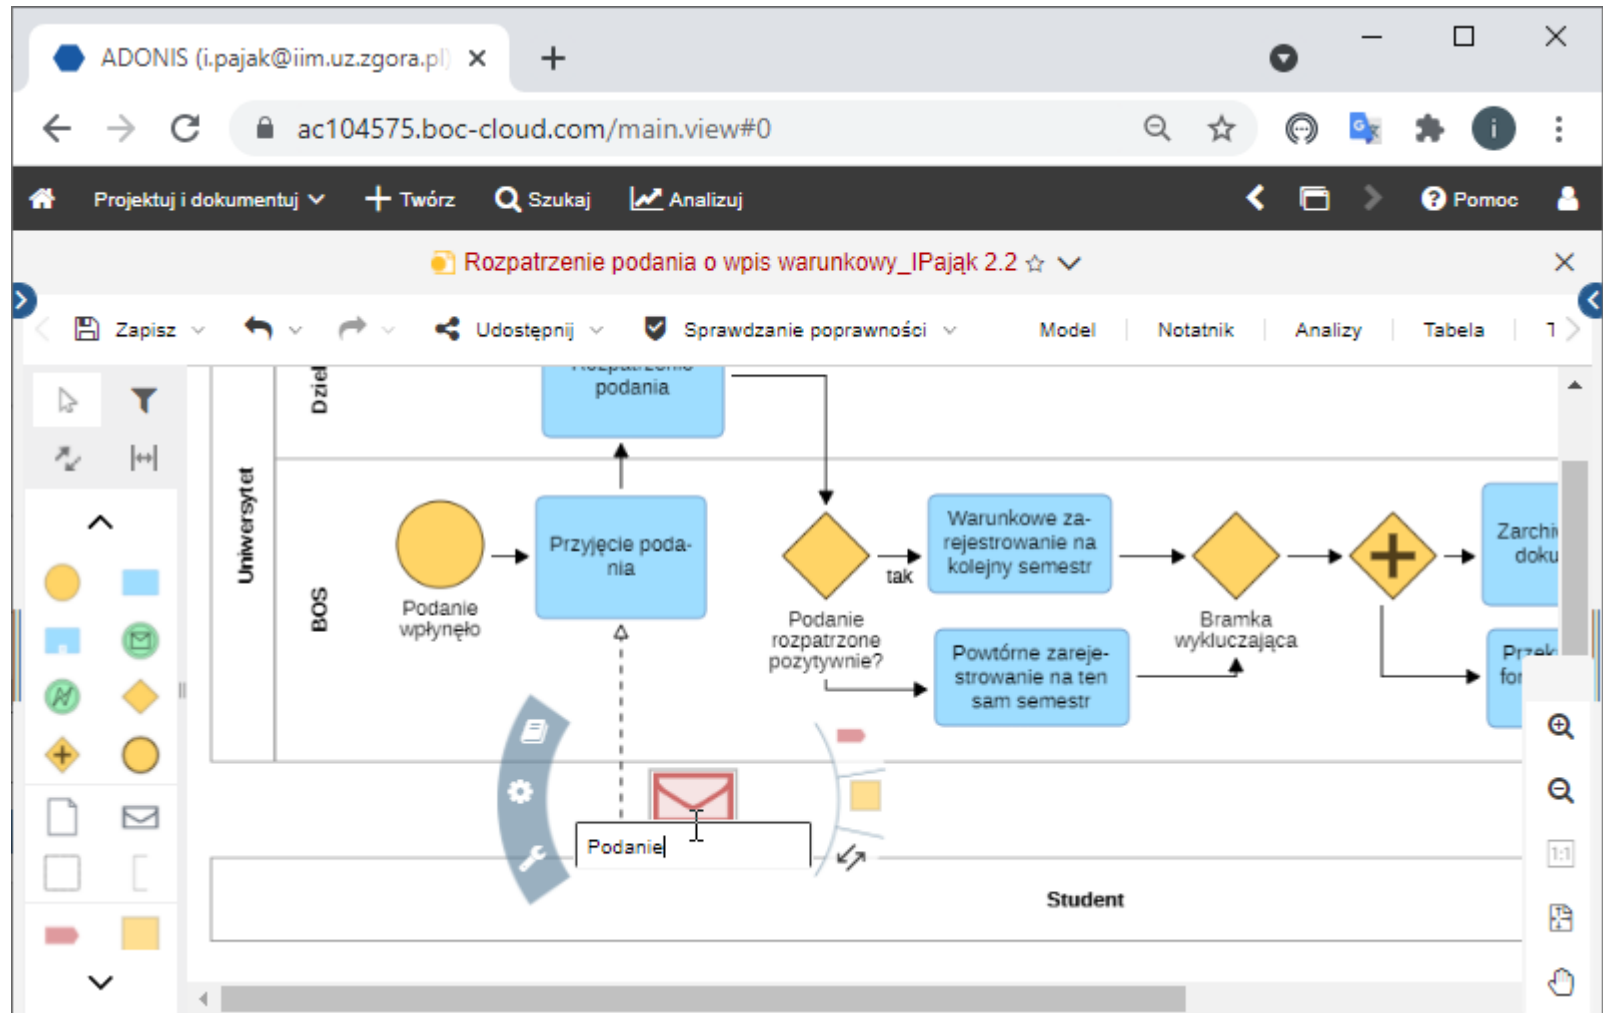 ADONIS (i.pajak@iim.uz.zgora.pl)
ac104575.boc-cloud.com/main.view#0
i
Projektuj i dokumentuj
Twórz
Szukaj
Analizuj
Pomoc
Rozpatrzenie podania o wpis warunkowy_IPająk 2.2
Zapisz
Udostępnij
Sprawdzanie poprawności
Model
Notatnik
Analizy
Tabela
Uniwersytet
BOS
podania
Podanie
wpłynęło
Przyjęcie poda-
nia
Podanie
rozpatrzone
pozytywnie?
tak
Warunkowe za-
rejestrowanie na
kolejny semestr
Powtórne zareje-
strowanie na ten
sam semestr
Bramka
wykluczająca
Podanie
Student
1:1